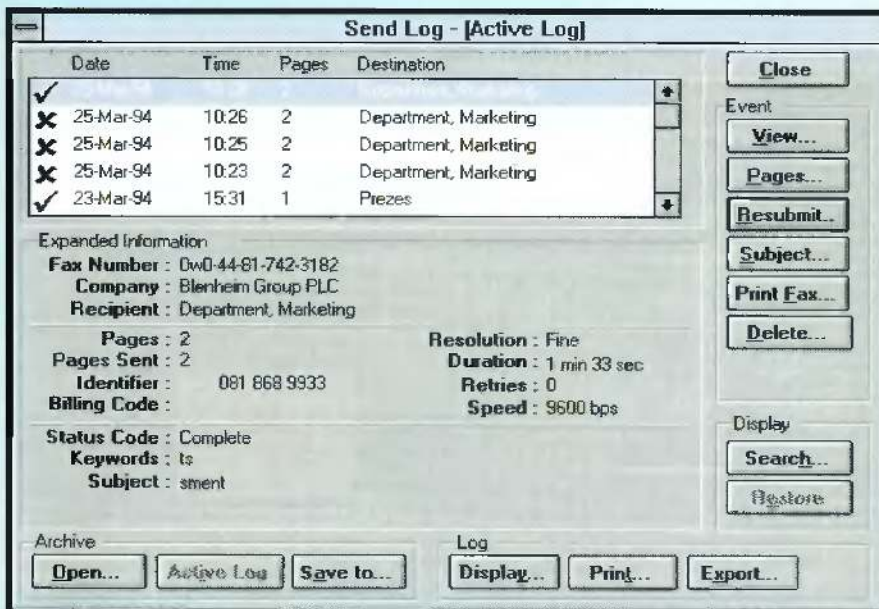 Send Log - [Active Log]
Date Time Pages Destination
25-Mar-94 10:26 2 Department, Marketing
25-Mar-94 10:25 2 Department, Marketing
25-Mar-94 10:23 2 Department, Marketing
23-Mar-94 15:31 1 Prezes
Close
Event
View...
Pages...
Resubmit..
Subject...
Print Fax...
Delete...
Expanded Information
Fax Number : 0w0-44-81-742-3182
Company : Blenheim Group PLC
Recipient : Department, Marketing
Pages : 2
Pages Sent : 2
Identifier : 081 868 9933
Billing Code :
Resolution : Fine
Duration : 1 min 33 sec
Retries : 0
Speed : 9600 bps
Status Code : Complete
Keywords : ts
Subject : sment
Display
Search...
Restore
Archive
Open...
Active Log
Save to...
Log
Display...
Print...
Export...